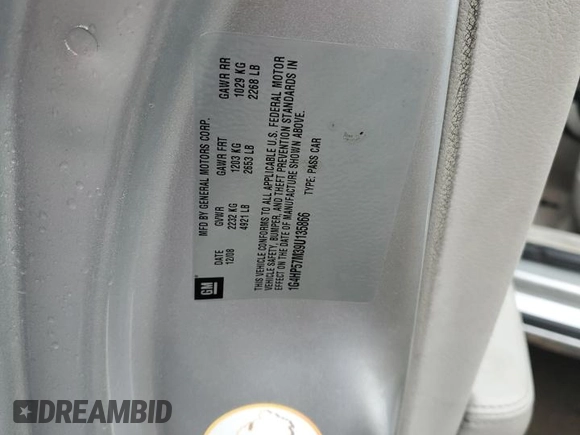 MFD BY GENERAL MOTORS CORP.
DATE GVWR GAWR FRT GAWR RR
12/08 2232 KG 1203 KG 1029 KG
4921 LB 2653 LB 2268 LB
THIS VEHICLE CONFORMS TO ALL APPLICABLE U.S. FEDERAL MOTOR
VEHICLE SAFETY, BUMPER, AND THEFT PREVENTION STANDARDS IN
EFFECT ON THE DATE OF MANUFACTURE SHOWN ABOVE.
1G4HP57M39U135866 TYPE: PASS CAR
GM
DREAMBID